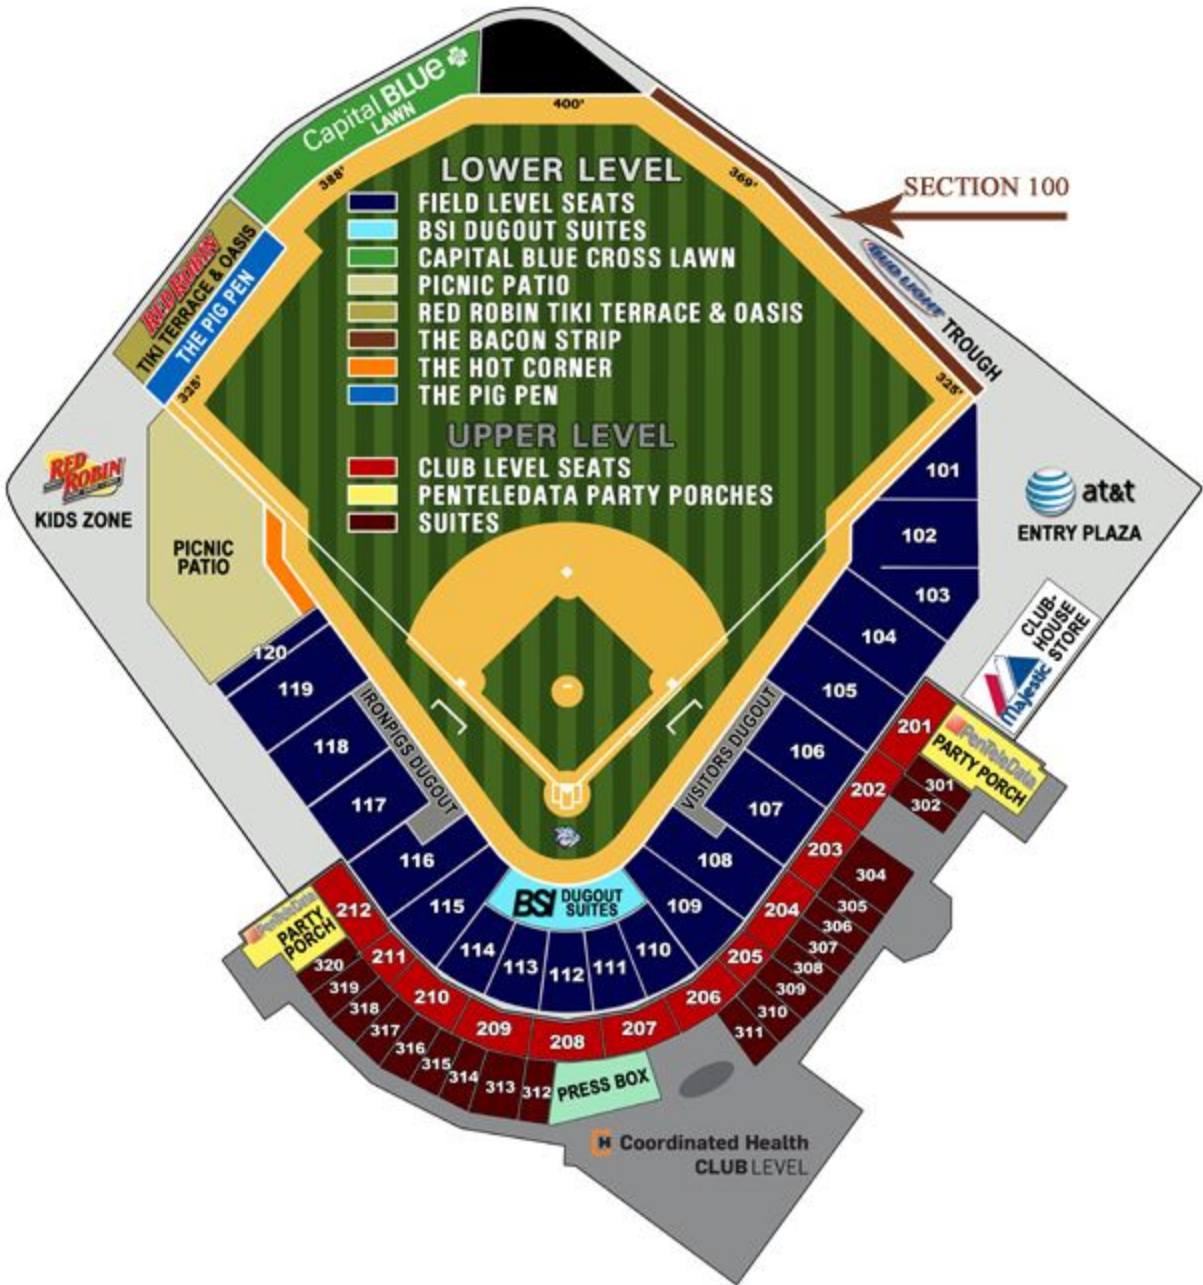 Capital BLUE
LAWN
400'
388'
369'
LOWER LEVEL
FIELD LEVEL SEATS
BSI DUGOUT SUITES
CAPITAL BLUE CROSS LAWN
PICNIC PATIO
RED ROBIN TIKI TERRACE & OASIS
THE BACON STRIP
THE HOT CORNER
THE PIG PEN
UPPER LEVEL
CLUB LEVEL SEATS
PENTELEDATA PARTY PORCHES
SUITES
SECTION 100
BUD LIGHT
TROUGH
RED ROBIN
TIKI TERRACE & OASIS
THE PIG PEN
325'
325'
RED
ROBIN
KIDS ZONE
PICNIC
PATIO
at&t
ENTRY PLAZA
CLUB-
HOUSE
STORE
Majestic
101
102
103
104
105
106
107
108
109
110
111
112
113
114
115
116
117
118
119
120
IRONPIGS DUGOUT
VISITORS DUGOUT
BSI DUGOUT
SUITES
201
202
203
204
205
206
207
208
209
210
211
212
PenTeleData
PARTY PORCH
PenTeleData
PARTY
PORCH
301
302
304
305
306
307
308
309
310
311
312
313
314
315
316
317
318
319
320
PRESS BOX
H Coordinated Health
CLUB LEVEL